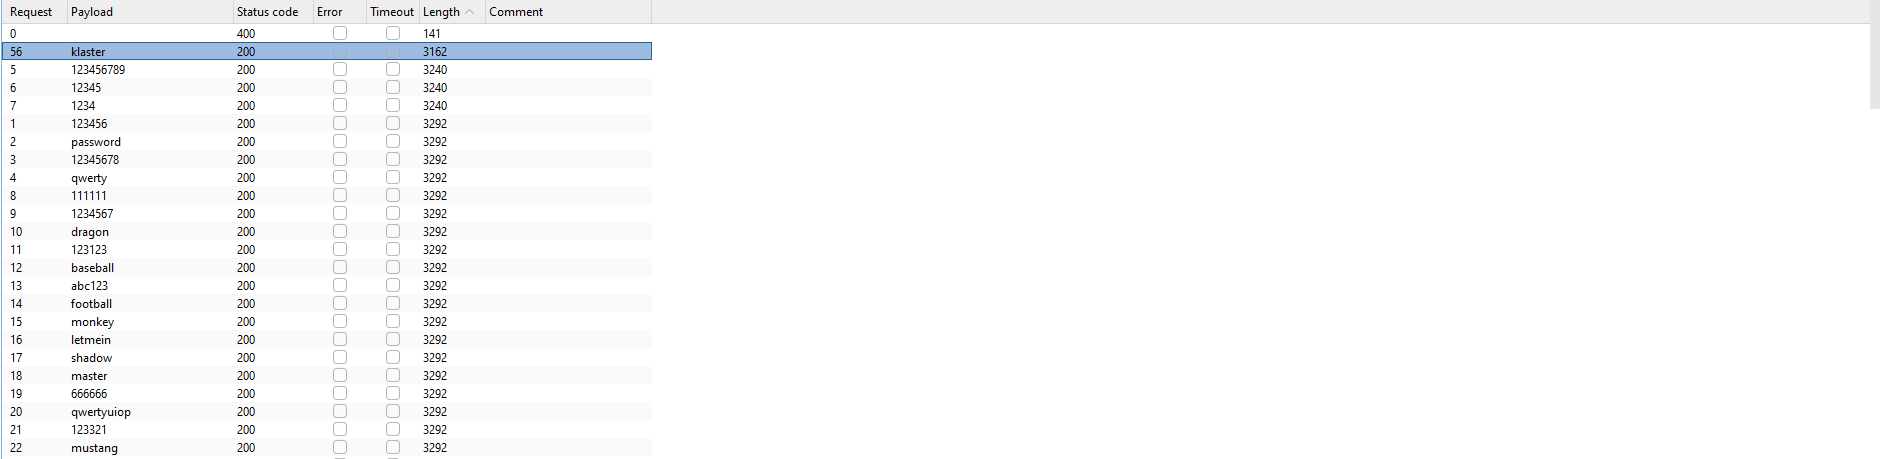 Request Payload Status code Error Timeout Length Comment
0 400 141
56 klaster 200 3162
5 123456789 200 3240
6 12345 200 3240
7 1234 200 3240
1 123456 200 3292
2 password 200 3292
3 12345678 200 3292
4 qwerty 200 3292
8 111111 200 3292
9 1234567 200 3292
10 dragon 200 3292
11 123123 200 3292
12 baseball 200 3292
13 abc123 200 3292
14 football 200 3292
15 monkey 200 3292
16 letmein 200 3292
17 shadow 200 3292
18 master 200 3292
19 666666 200 3292
20 qwertyuiop 200 3292
21 123321 200 3292
22 mustang 200 3292